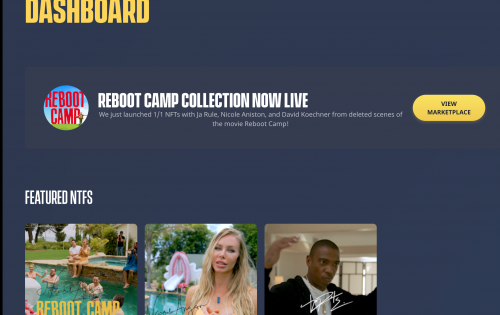 DASHBOARD
REBOOT
CAMP
REBOOT CAMP COLLECTION NOW LIVE
We just launched 1/1 NFTs with Ja Rule, Nicole Aniston, and David Koechner from deleted scenes of
the movie Reboot Camp!
VIEW
MARKETPLACE
FEATURED NTFS
REBOOT CAMP